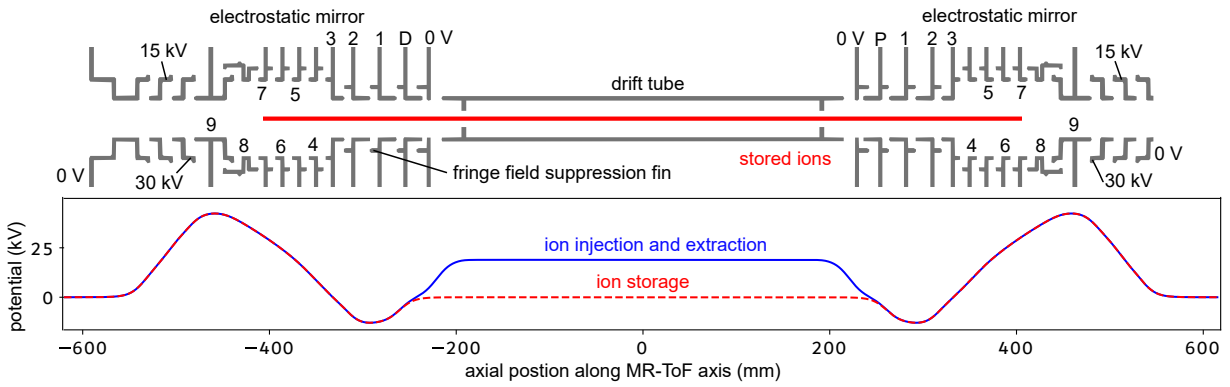 electrostatic mirror electrostatic mirror
15 kV 3 2 1 D 0 V 0 V P 1 2 3 15 kV
drift tube
7 5 5 7
9 9
8 6 4 stored ions 4 6 8
0 V 30 kV fringe field suppression fin 30 kV 0 V
potential (kV)
25
0
ion injection and extraction
ion storage
−600 −400 −200 0 200 400 600
axial postion along MR-ToF axis (mm)